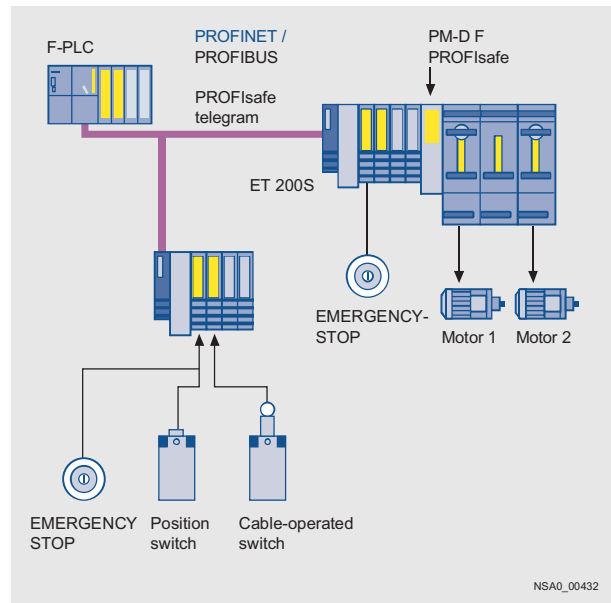 F-PLC
PROFINET /
PROFIBUS
PROFIsafe
telegram
PM-D F
PROFIsafe
ET 200S
EMERGENCY-
STOP
Motor 1
Motor 2
EMERGENCY
STOP
Position
switch
Cable-operated
switch
NSA0_00432